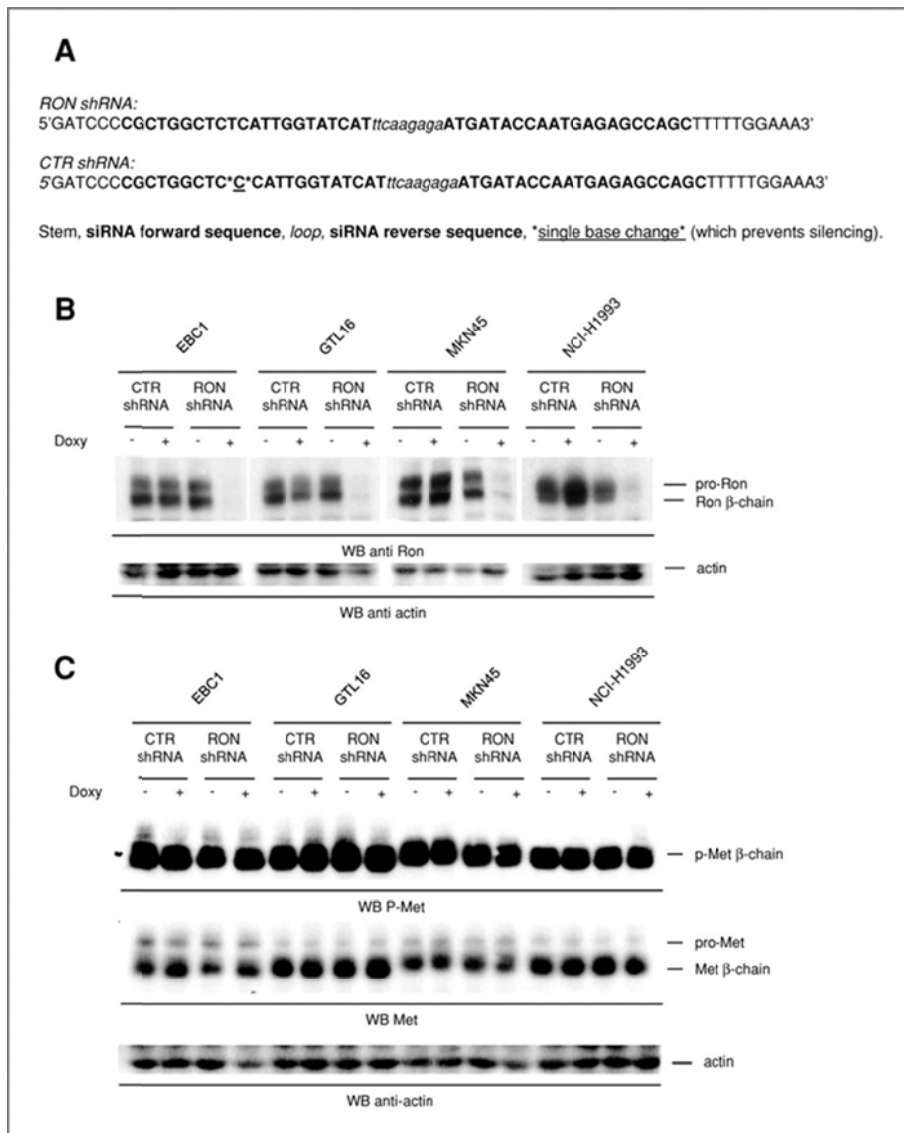 A
RON shRNA:
5'GATCCCCGCTGGCTCTCATTGGTATCATttcaagagaATGATACCAATGAGAGCCAGCTTTTTGGAAA3'
CTR shRNA:
5'GATCCCCGCTGGCTC*C*CATTGGTATCATttcaagagaATGATACCAATGAGAGCCAGCTTTTTGGAAA3'
Stem, siRNA forward sequence, loop, siRNA reverse sequence, *single base change* (which prevents silencing).
B
EBC1 GTL16 MKN45 NCI-H1993
CTR RON CTR RON CTR RON CTR RON
shRNA shRNA shRNA shRNA shRNA shRNA shRNA shRNA
Doxy - + - + - + - + - + - + - + - +
pro-Ron
Ron β-chain
WB anti Ron
actin
WB anti actin
C
EBC1 GTL16 MKN45 NCI-H1993
CTR RON CTR RON CTR RON CTR RON
shRNA shRNA shRNA shRNA shRNA shRNA shRNA shRNA
Doxy - + - + - + - + - + - + - + - +
p-Met β-chain
WB P-Met
pro-Met
Met β-chain
WB Met
actin
WB anti-actin